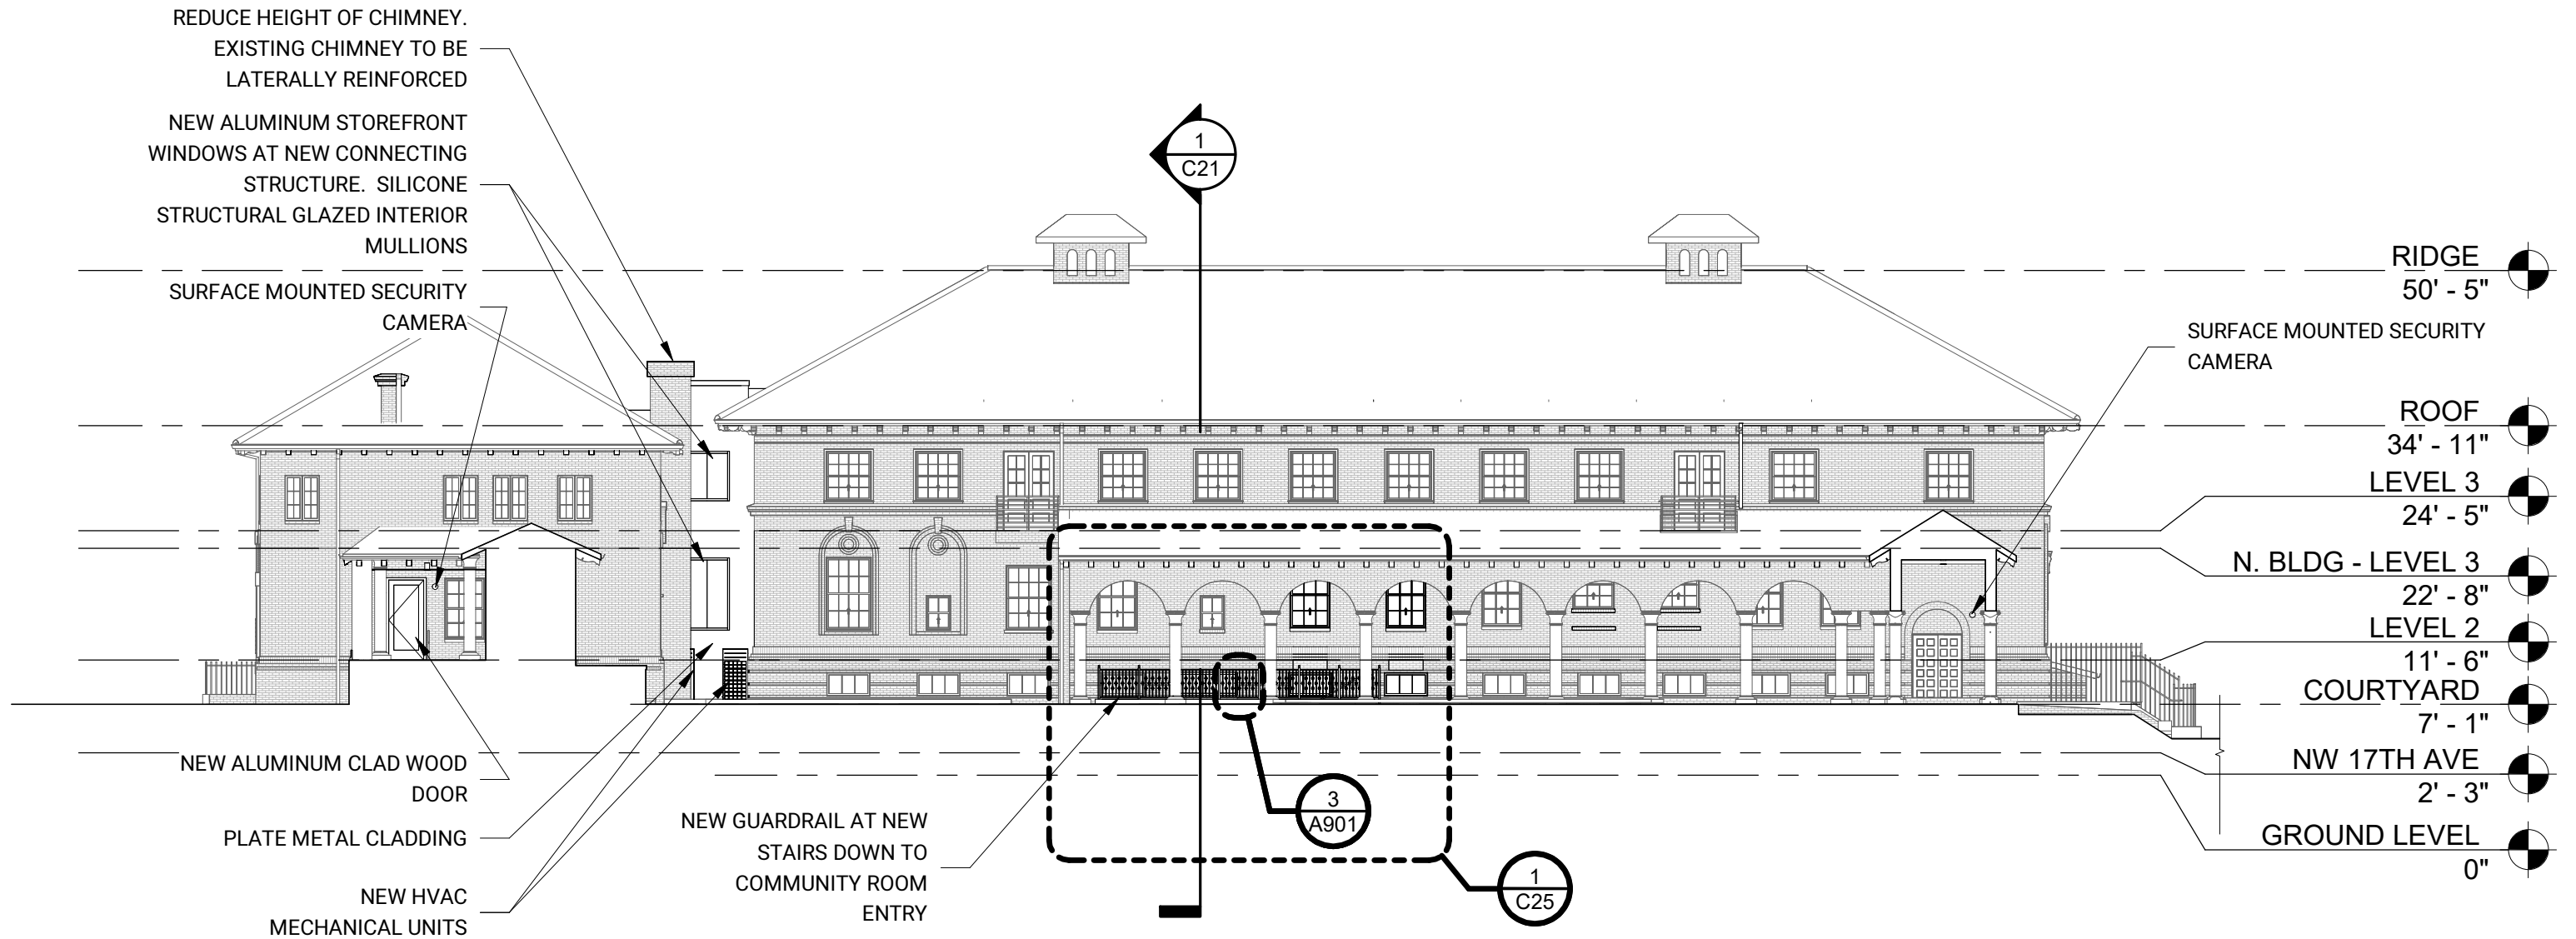 REDUCE HEIGHT OF CHIMNEY.
EXISTING CHIMNEY TO BE
LATERALLY REINFORCED
NEW ALUMINUM STOREFRONT
WINDOWS AT NEW CONNECTING
STRUCTURE. SILICONE
STRUCTURAL GLAZED INTERIOR
MULLIONS
SURFACE MOUNTED SECURITY
CAMERA
1
C21
RIDGE
50' - 5"
SURFACE MOUNTED SECURITY
CAMERA
ROOF
34' - 11"
LEVEL 3
24' - 5"
N. BLDG - LEVEL 3
22' - 8"
LEVEL 2
11' - 6"
COURTYARD
7' - 1"
NW 17TH AVE
2' - 3"
GROUND LEVEL
0"
NEW ALUMINUM CLAD WOOD
DOOR
PLATE METAL CLADDING
NEW HVAC
MECHANICAL UNITS
NEW GUARDRAIL AT NEW
STAIRS DOWN TO
COMMUNITY ROOM
ENTRY
3
A901
1
C25